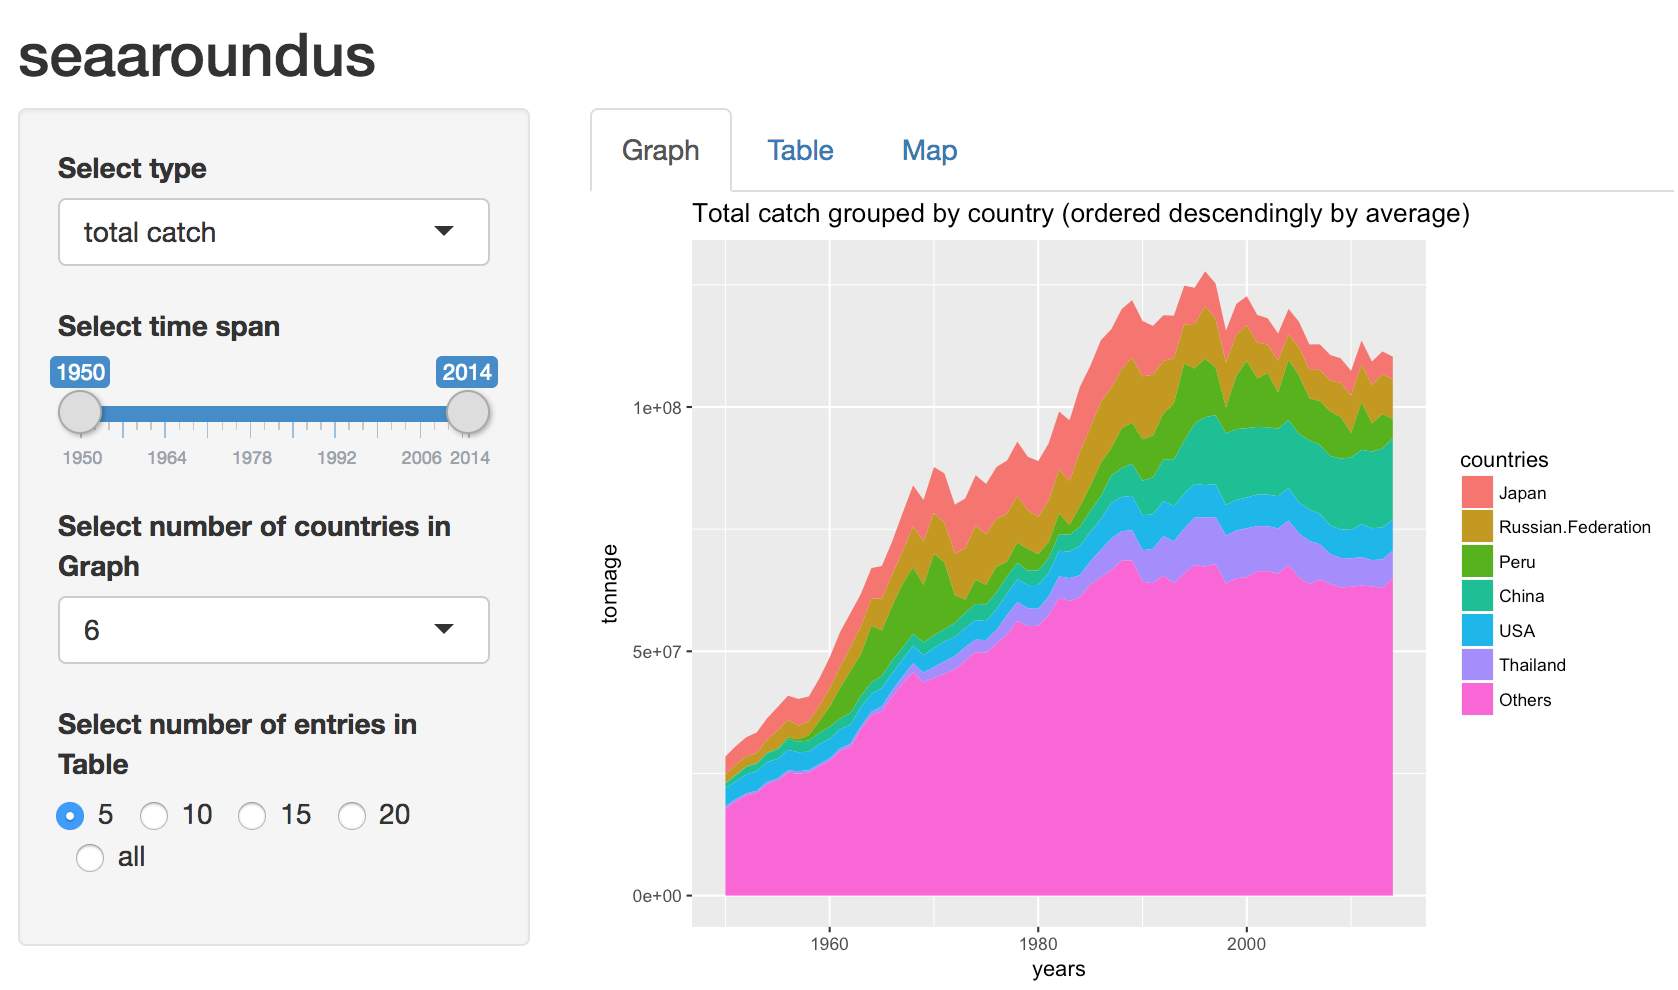 seaaroundus
Select type
total catch
Select time span
1950 2014
1950 1964 1978 1992 2006 2014
Select number of countries in
Graph
6
Select number of entries in
Table
5 10 15 20
all
Graph Table Map
Total catch grouped by country (ordered descendingly by average)
tonnage
1e+08
5e+07
0e+00
1960 1980 2000
years
countries
Japan
Russian.Federation
Peru
China
USA
Thailand
Others